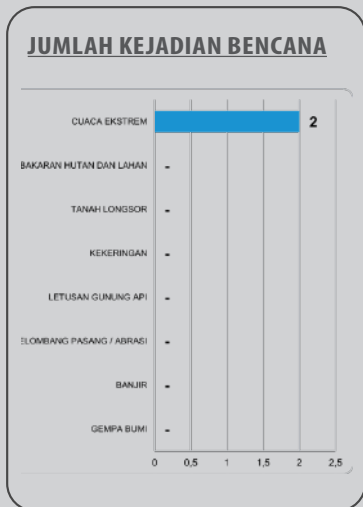 JUMLAH KEJADIAN BENCANA
CUACA EKSTREM 2
BAKARAN HUTAN DAN LAHAN -
TANAH LONGSOR -
KEKERINGAN -
LETUSAN GUNUNG API -
ELOMBANG PASANG / ABRASI -
BANJIR -
GEMPA BUMI -
0 0,5 1 1,5 2 2,5